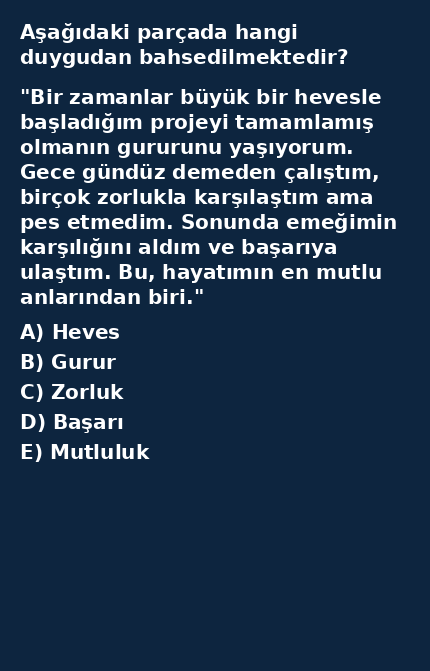 Aşağıdaki parçada hangi
duygudan bahsedilmektedir?
"Bir zamanlar büyük bir hevesle
başladığım projeyi tamamlamış
olmanın gururunu yaşıyorum.
Gece gündüz demeden çalıştım,
birçok zorlukla karşılaştım ama
pes etmedim. Sonunda emeğimin
karşılığını aldım ve başarıya
ulaştım. Bu, hayatımın en mutlu
anlarından biri."
A) Heves
B) Gurur
C) Zorluk
D) Başarı
E) Mutluluk